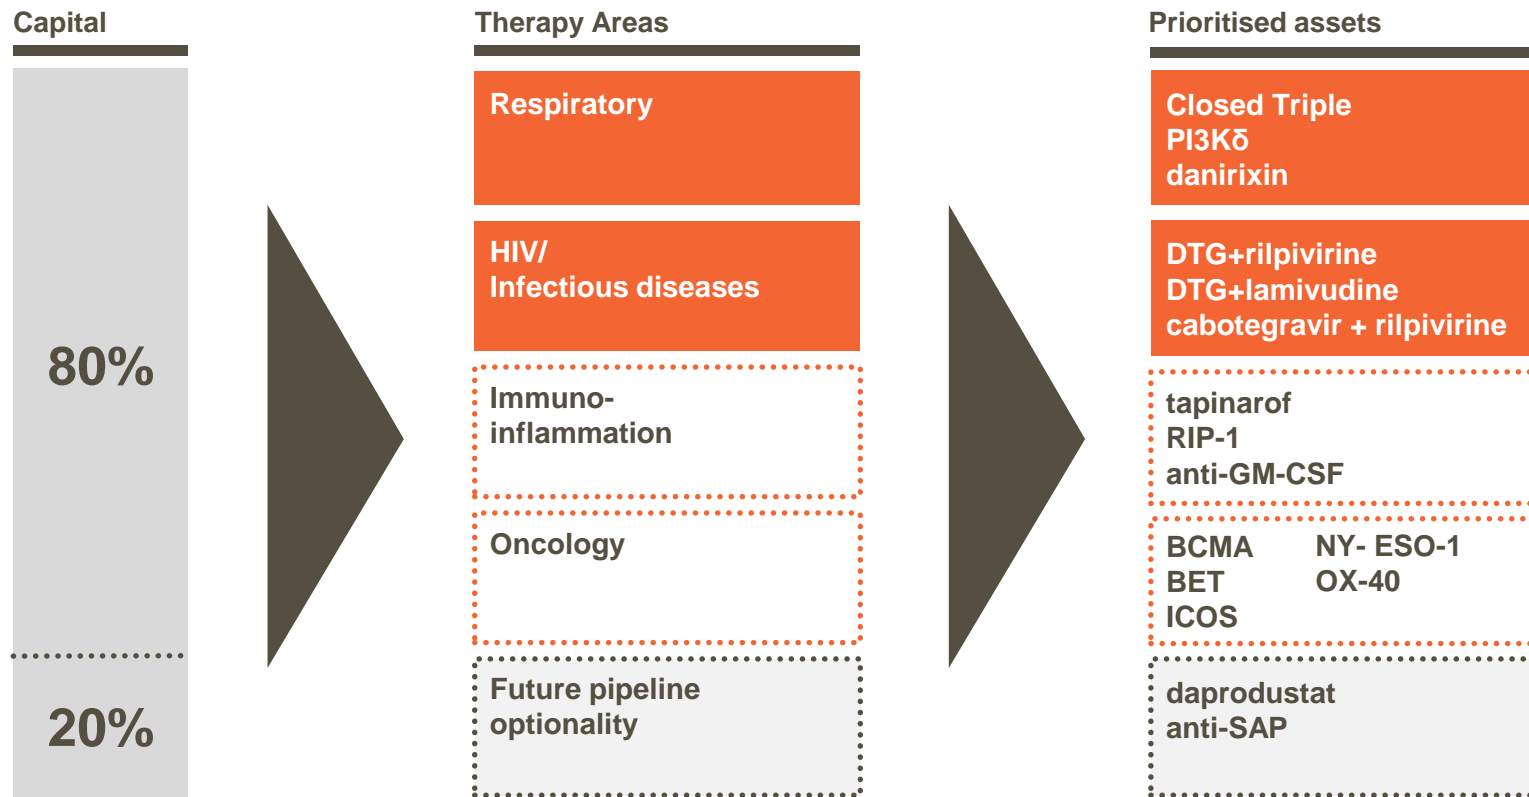 Capital
Therapy Areas
Prioritised assets
80%
20%
Respiratory
HIV/
Infectious diseases
Immuno-
inflammation
Oncology
Future pipeline
optionality
Closed Triple
PI3Kδ
danirixin
DTG+rilpivirine
DTG+lamivudine
cabotegravir + rilpivirine
tapinarof
RIP-1
anti-GM-CSF
BCMA NY- ESO-1
BET OX-40
ICOS
daprodustat
anti-SAP